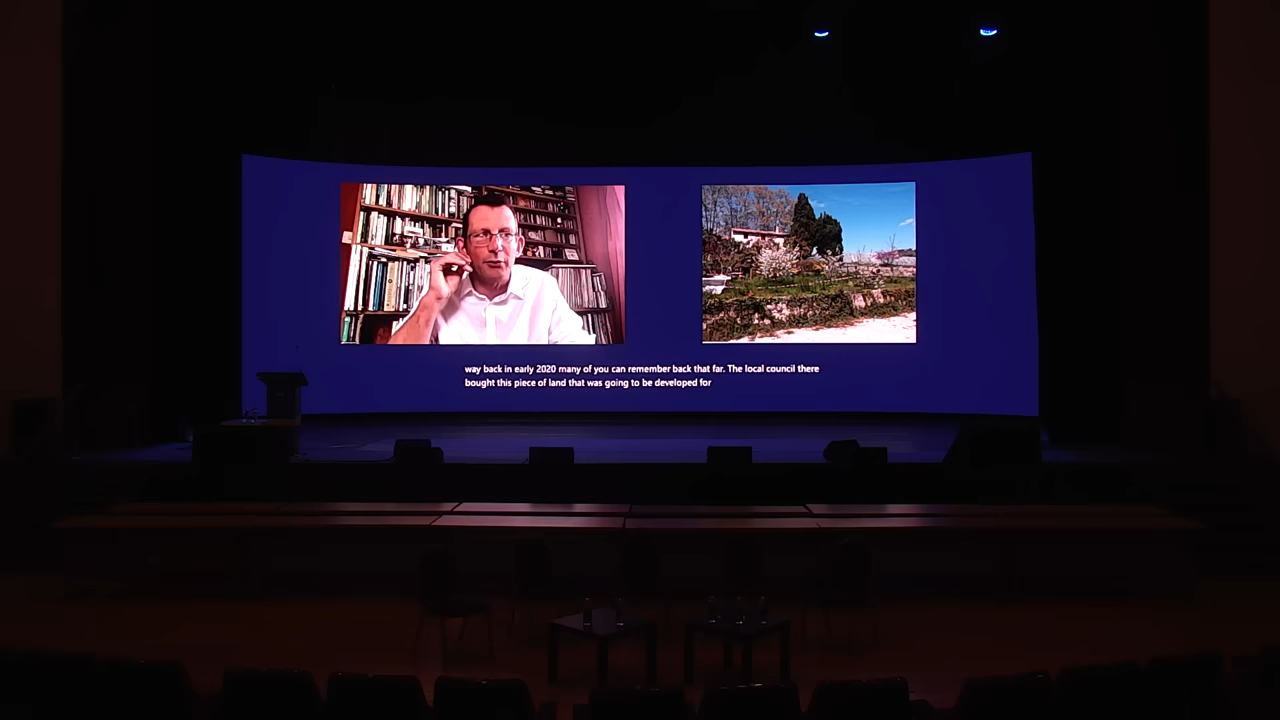 way back in early 2020 many of you can remember back that far. The local council there
bought this piece of land that was going to be developed for